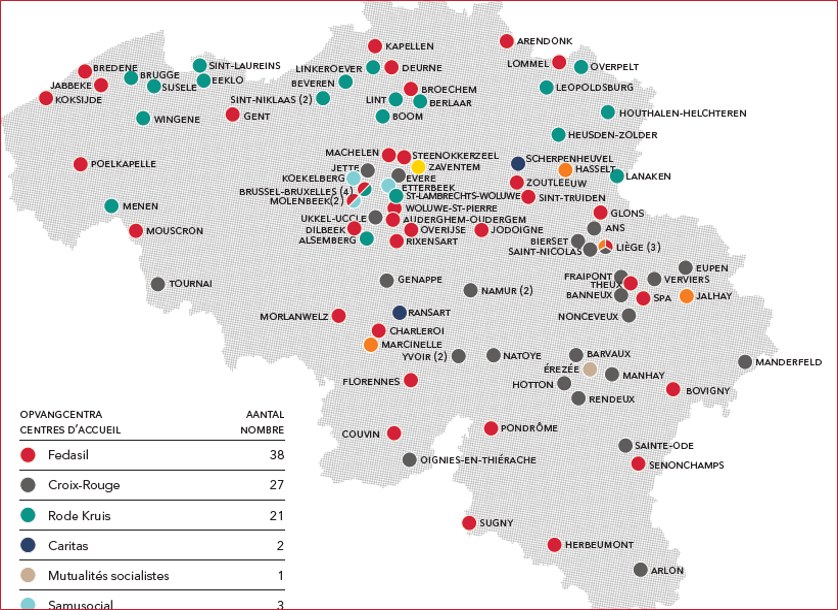 KAPELLEN
ARENDONK
BREDENE
SINT-LAUREINS
LINKEROEVER
DEURNE
LOMMEL
OVERPELT
BRUGGE
JABBEKE
SIJSELE
EEKLO
BEVEREN
BROECHEM
LEOPOLDSBURG
KOKSIJDE
SINT-NIKLAAS (2)
LINT
BERLAAR
WINGENE
GENT
BOOM
HOUTHALEN-HELCHTEREN
HEUSDEN-ZOLDER
MACHELEN
STEENOKKERZEEL
SCHERPENHEUVEL
POELKAPELLE
JETTE
ZAVENTEM
HASSELT
KOEKELBERG
EVERE
LANAKEN
ETTERBEEK
ZOUTLEEUW
BRUSSEL-BRUXELLES (4)
ST-LAMBRECHTS-WOLUWE
SINT-TRUIDEN
MOLENBEEK(2)
MENEN
WOLUWE-ST-PIERRE
GLONS
UKKEL-UCCLE
AUDERGHEM-OUDERGEM
MOUSCRON
DILBEEK
OVERIJSE
JODOIGNE
ANS
ALSEMBERG
RIXENSART
BIERSET
LIÈGE (3)
SAINT-NICOLAS
EUPEN
TOURNAI
GENAPPE
FRAIPONT
VERVIERS
THEUX
NAMUR (2)
BANNEUX
SPA
JALHAY
MORLANWELZ
RANSART
NONCEVEUX
CHARLEROI
MARCINELLE
YVOIR (2)
NATOYE
BARVAUX
MANDERFELD
ÉREZÉE
MANHAY
FLORENNES
HOTTON
BOVIGNY
RENDEUX
COUVIN
PONDRÔME
SAINTE-ODE
OIGNIES-EN-THIÉRACHE
SENONCHAMPS
SUGNY
HERBEUMONT
ARLON
OPVANGCENTRA AANTAL
CENTRES D'ACCUEIL NOMBRE
Fedasil 38
Croix-Rouge 27
Rode Kruis 21
Caritas 2
Mutualités socialistes 1
Samusocial 3